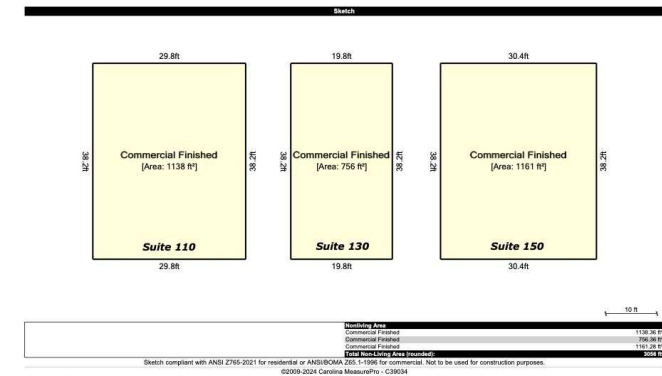 Sketch
29.8ft 19.8ft 30.4ft
38.2ft Commercial Finished 38.2ft 38.2ft Commercial Finished 38.2ft 38.2ft Commercial Finished 38.2ft
[Area: 1138 ft²] [Area: 756 ft²] [Area: 1161 ft²]
Suite 110 Suite 130 Suite 150
29.8ft 19.8ft 30.4ft
10 ft
Nonliving Area
Commercial Finished 1138.36 ft²
Commercial Finished 756.36 ft²
Commercial Finished 1161.28 ft²
Total Non-Living Area (rounded): 3056 ft²
Sketch compliant with ANSI Z765-2021 for residential or ANSI/BOMA Z65.1-1996 for commercial. Not to be used for construction purposes.
©2009-2024 Carolina MeasurePro - C39034